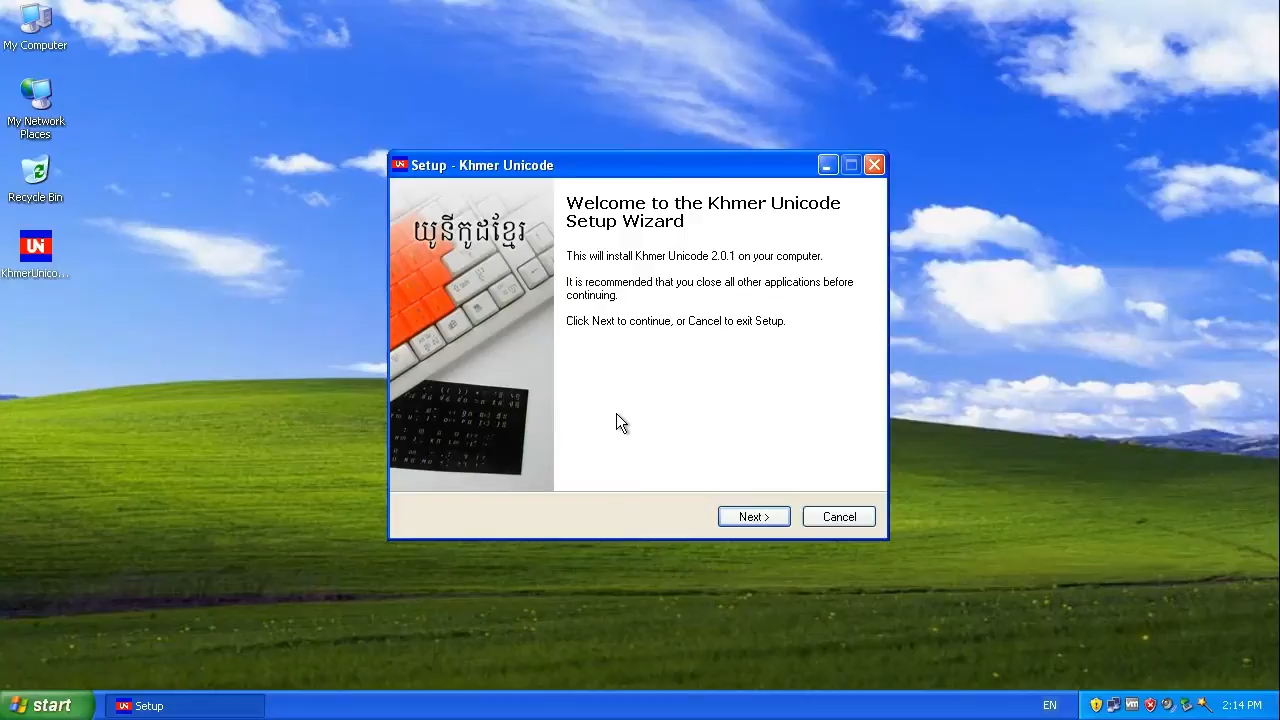 My Computer
My Network
Places
Recycle Bin
UNi
KhmerUnico...
Setup - Khmer Unicode
យូនីកូដខ្មែរ
Welcome to the Khmer Unicode
Setup Wizard
This will install Khmer Unicode 2.0.1 on your computer.
It is recommended that you close all other applications before
continuing.
Click Next to continue, or Cancel to exit Setup.
Next >
Cancel
start
Setup
EN
2:14 PM